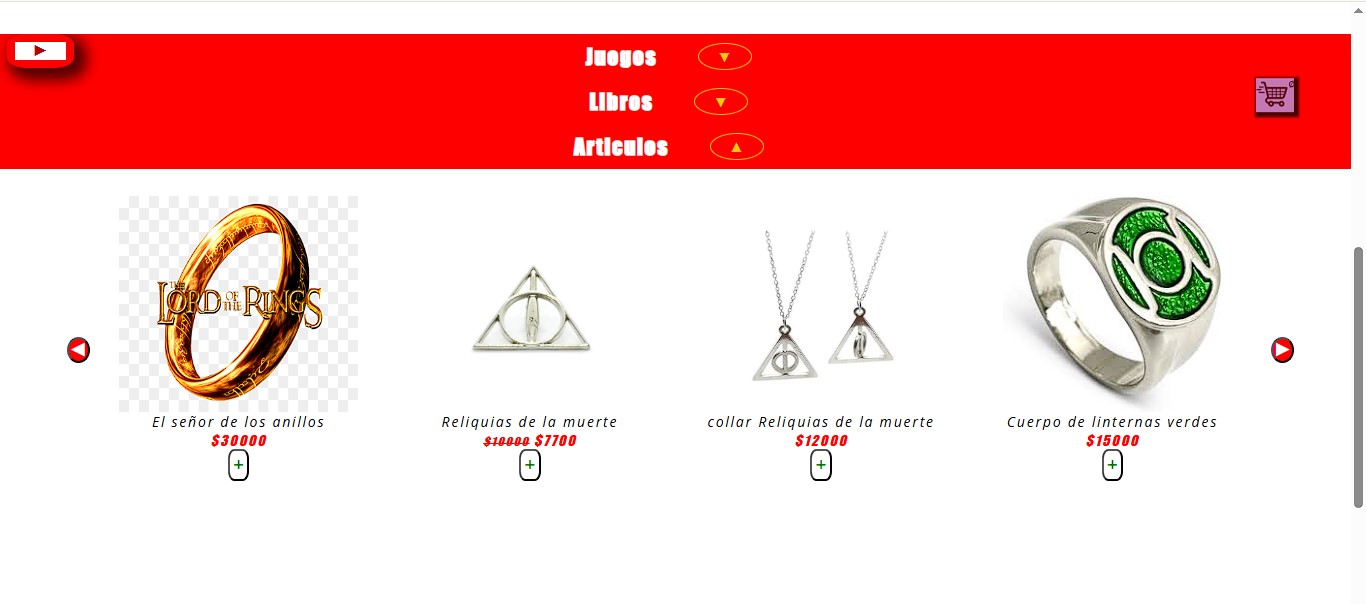 Juegos ▼
Libros ▼
Articulos ▲
THE
LORD OF THE RINGS
El señor de los anillos
$30000
+
Reliquias de la muerte
$10000 $7700
+
collar Reliquias de la muerte
$12000
+
Cuerpo de linternas verdes
$15000
+